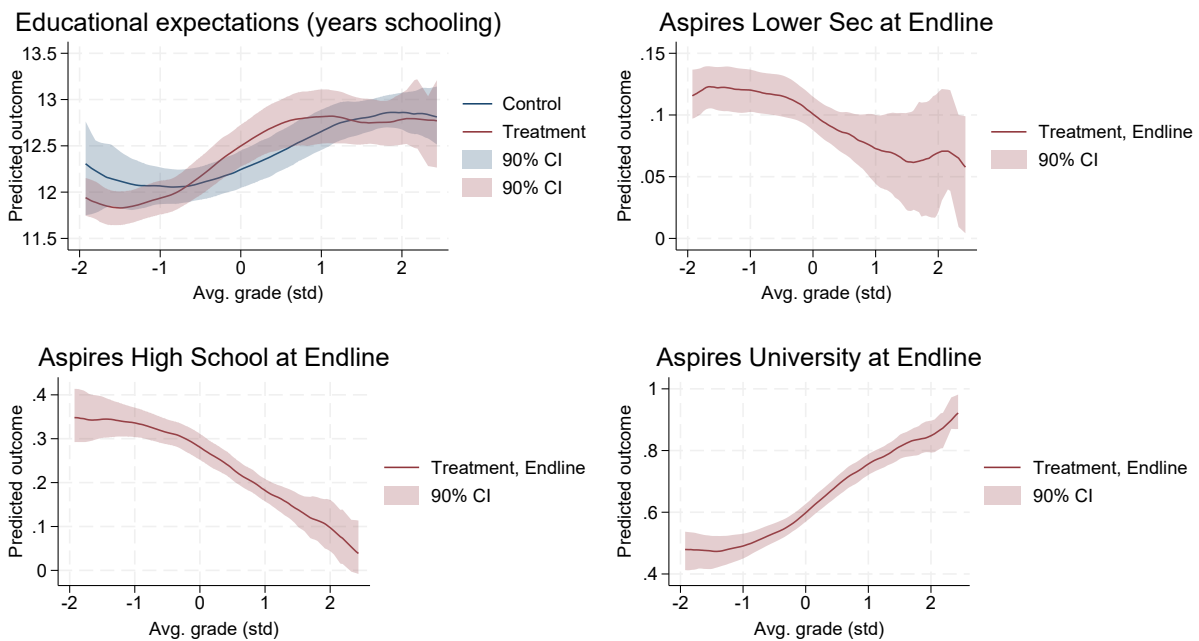 Educational expectations (years schooling)
13.5
13
12.5
12
11.5
Predicted outcome
-2 -1 0 1 2
Avg. grade (std)
Control
Treatment
90% CI
90% CI
Aspires Lower Sec at Endline
.15
.1
.05
0
Predicted outcome
-2 -1 0 1 2
Avg. grade (std)
Treatment, Endline
90% CI
Aspires High School at Endline
.4
.3
.2
.1
0
Predicted outcome
-2 -1 0 1 2
Avg. grade (std)
Treatment, Endline
90% CI
Aspires University at Endline
1
.8
.6
.4
Predicted outcome
-2 -1 0 1 2
Avg. grade (std)
Treatment, Endline
90% CI